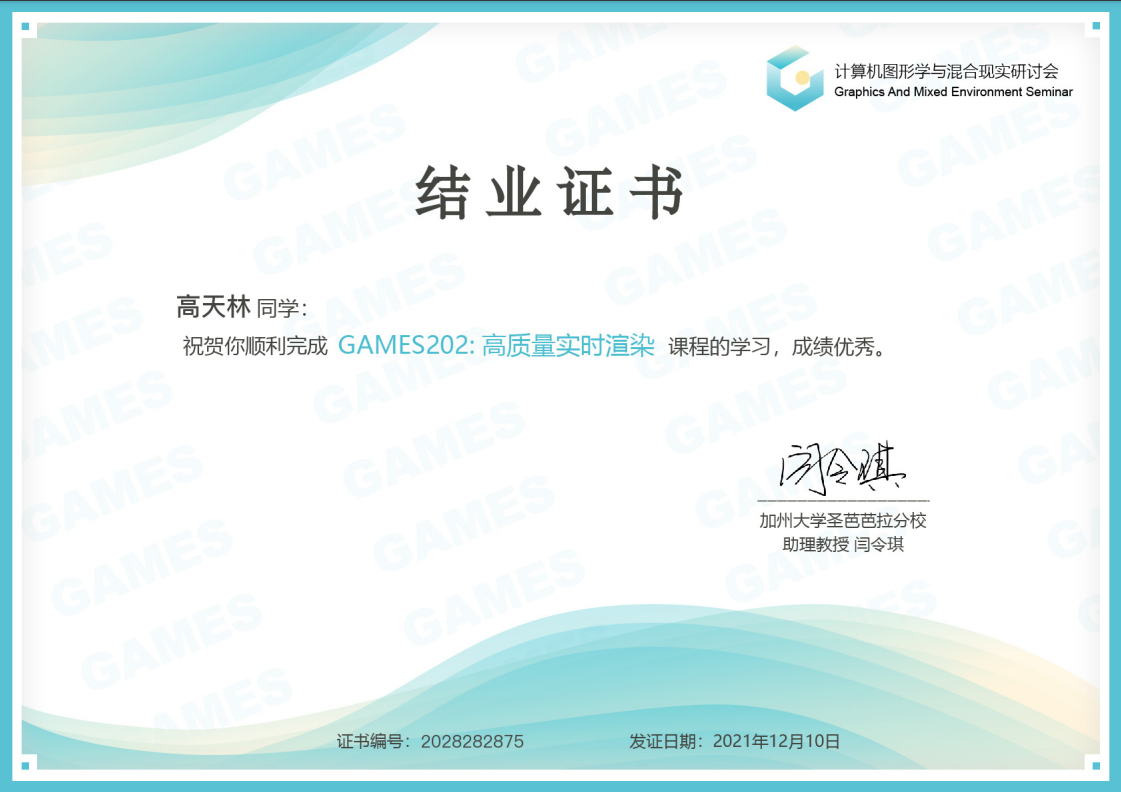 计算机图形学与混合现实研讨会
Graphics And Mixed Environment Seminar
结业证书
高天林 同学：
祝贺你顺利完成 GAMES202: 高质量实时渲染 课程的学习，成绩优秀。
闫令琪
加州大学圣芭芭拉分校
助理教授 闫令琪
证书编号：2028282875
发证日期：2021年12月10日
GAMES